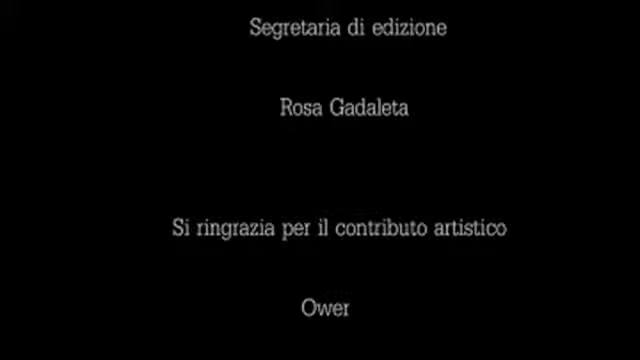 Segretaria di edizione
Rosa Gadaleta
Si ringrazia per il contributo artistico
Ower